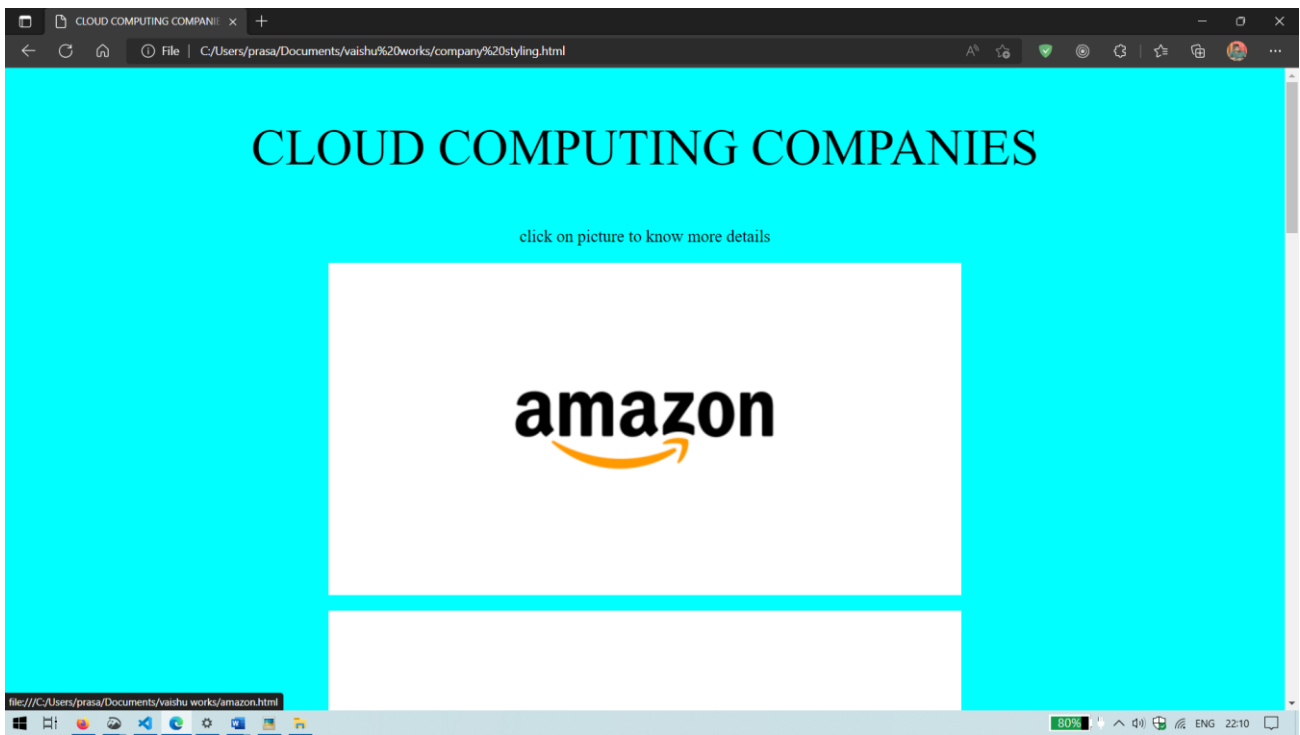 CLOUD COMPUTING COMPANIE
File | C:/Users/prasa/Documents/vaishu%20works/company%20styling.html
CLOUD COMPUTING COMPANIES
click on picture to know more details
amazon
file:///C:/Users/prasa/Documents/vaishu works/amazon.html
80% ENG 22:10